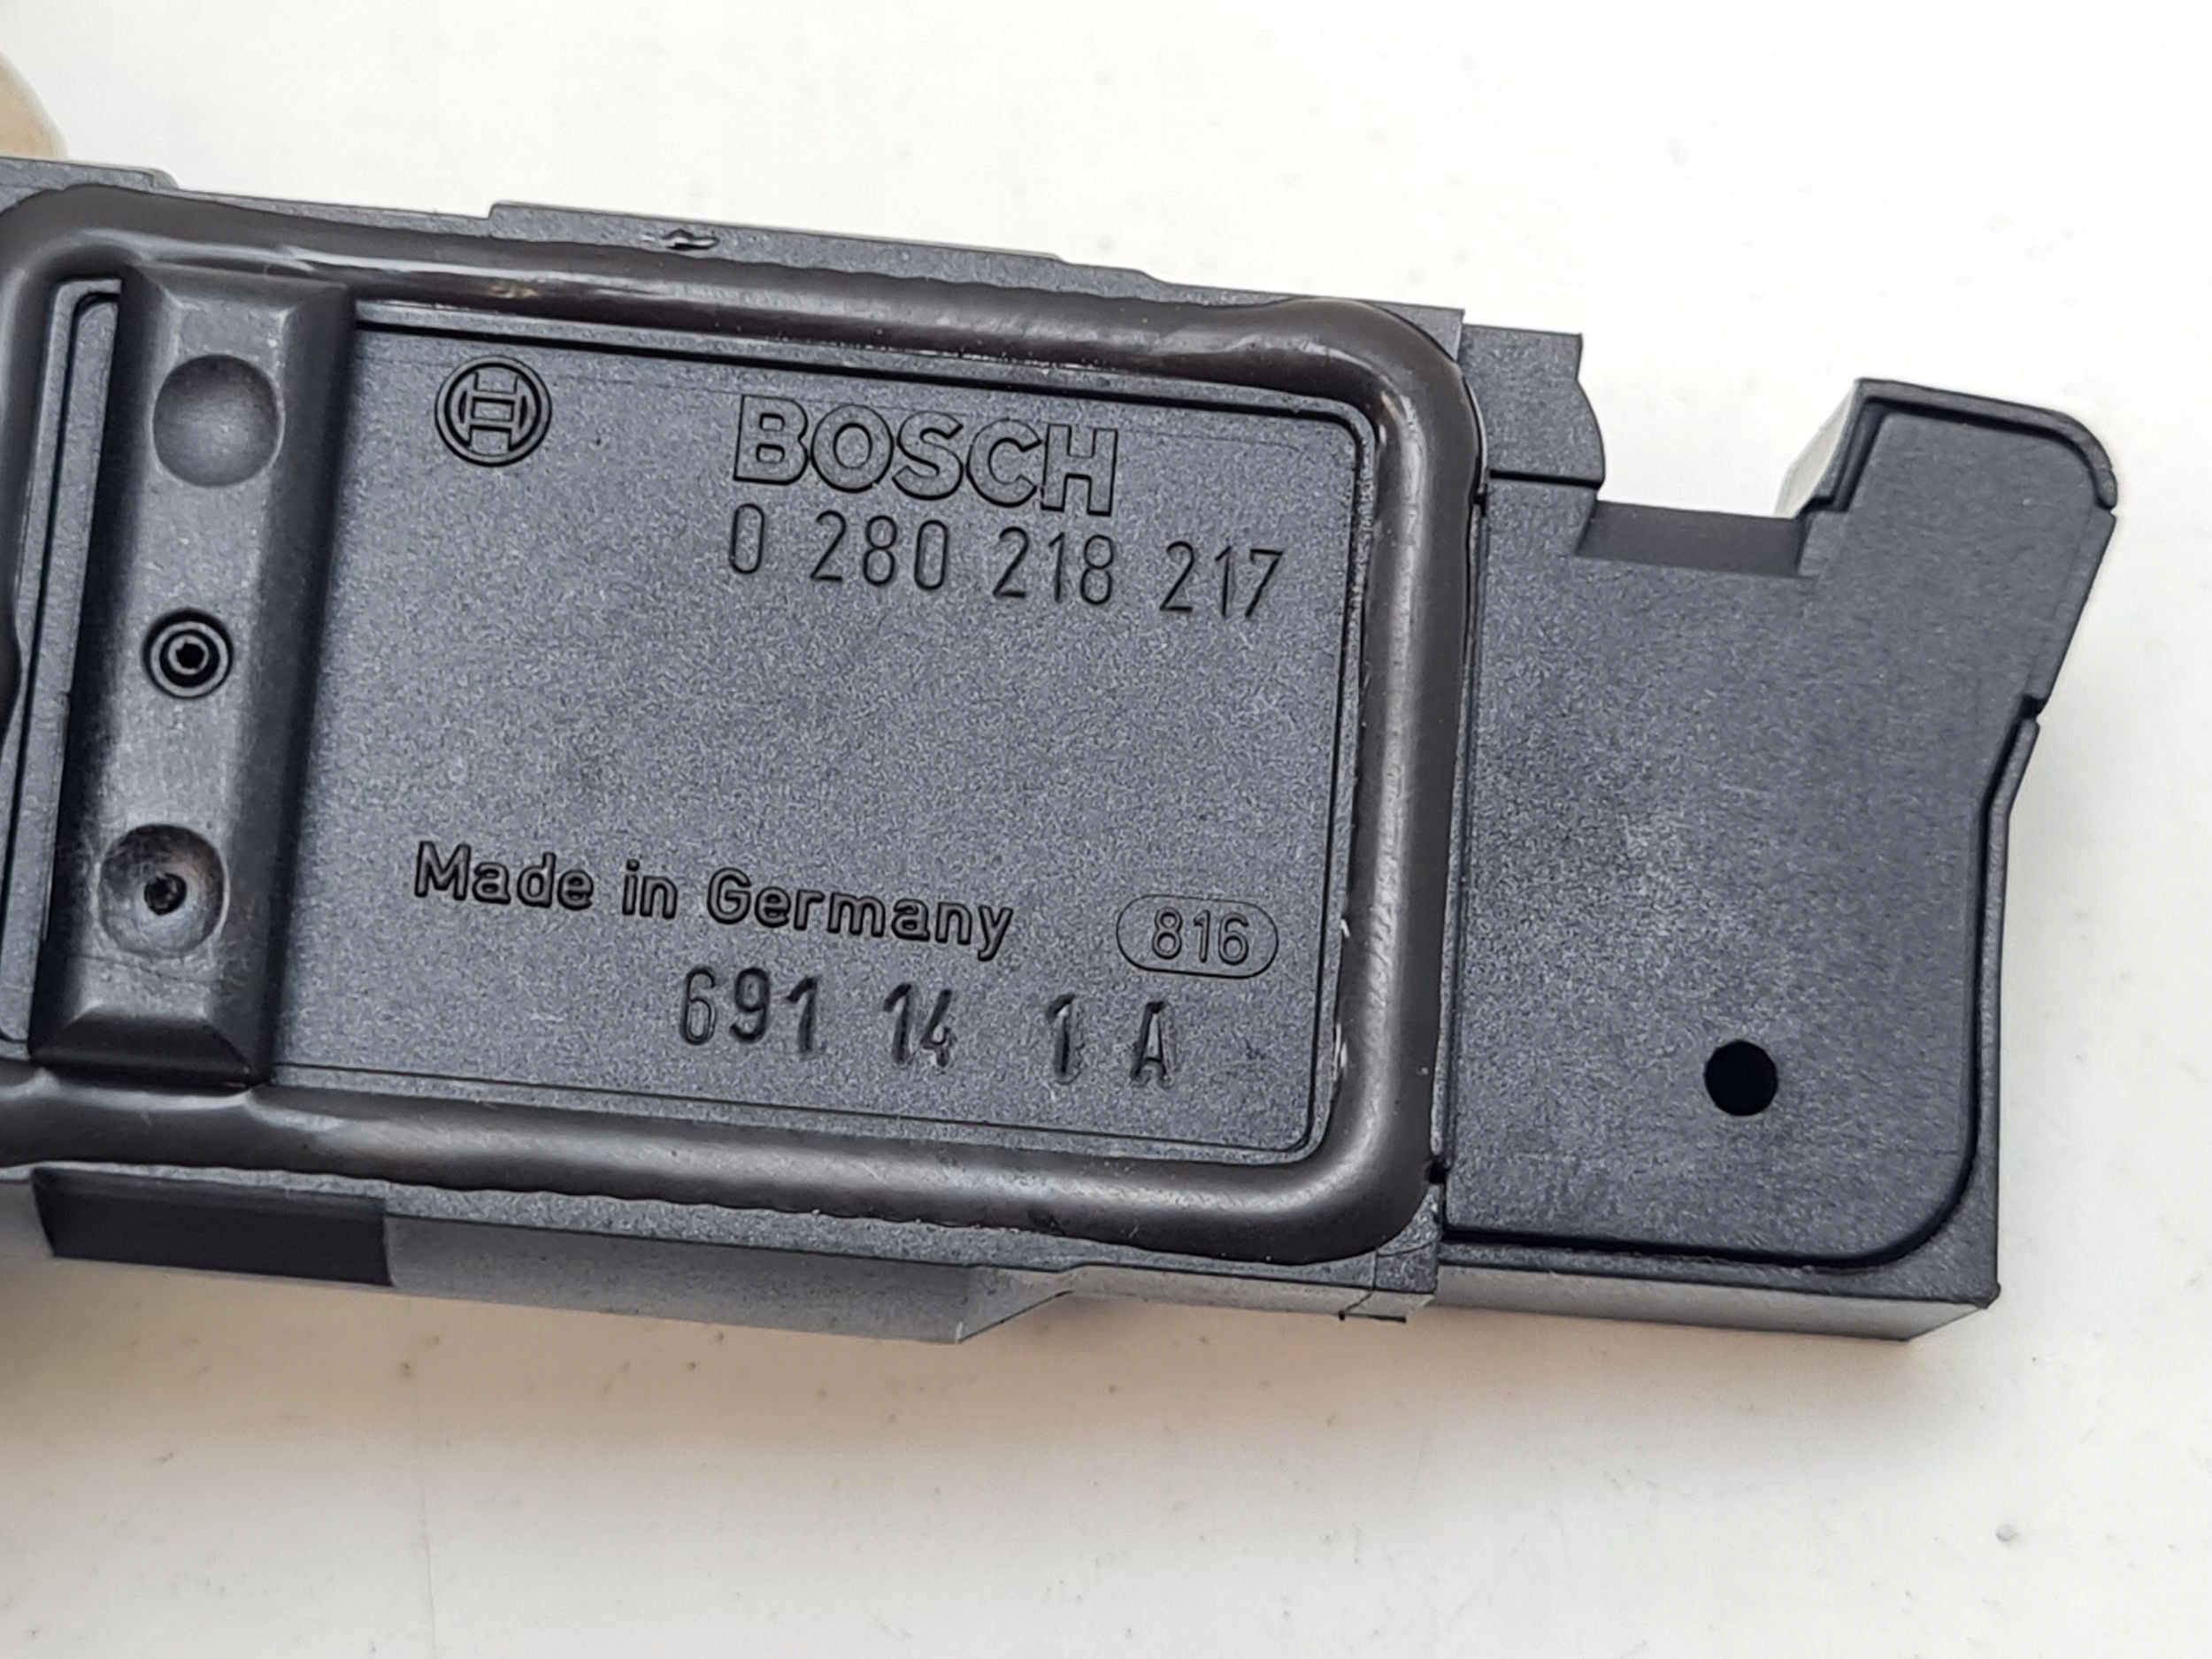 BOSCH
0 280 218 217
Made in Germany 816
691 14 1 A